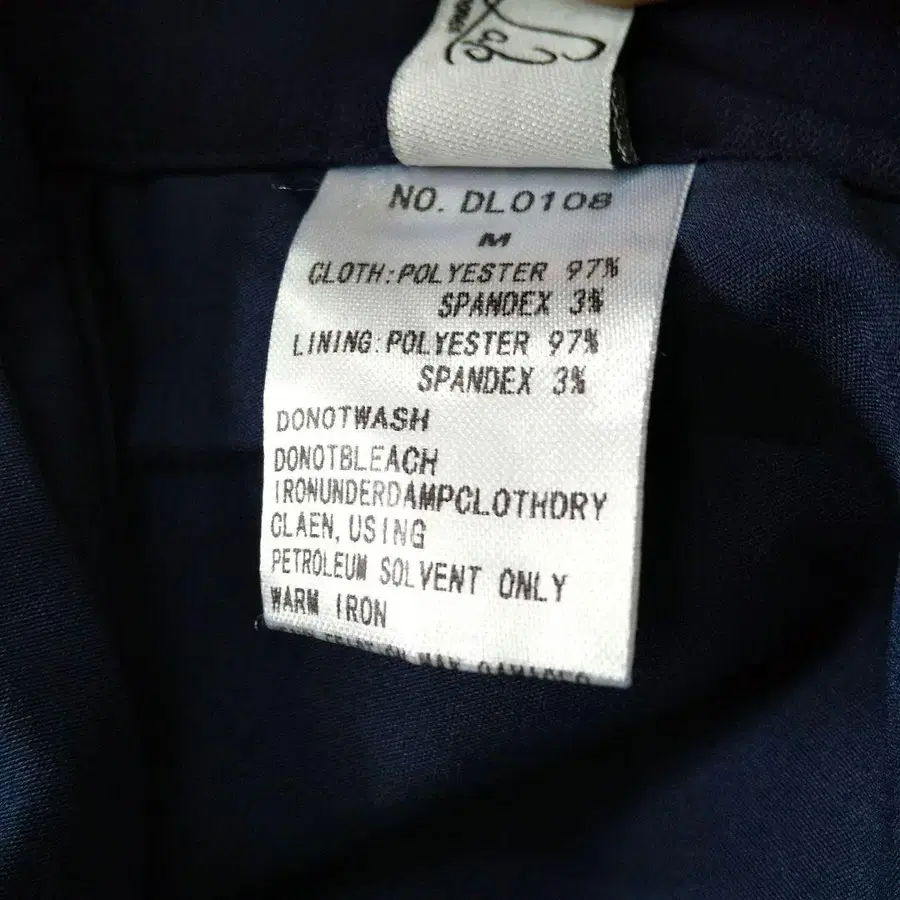 NO. DL0108
M
CLOTH:POLYESTER 97%
SPANDEX 3%
LINING:POLYESTER 97%
SPANDEX 3%
DONOTWASH
DONOTBLEACH
IRONUNDERDAMPCLOTHDRY
CLAEN, USING
PETROLEUM SOLVENT ONLY
WARM IRON
MAY